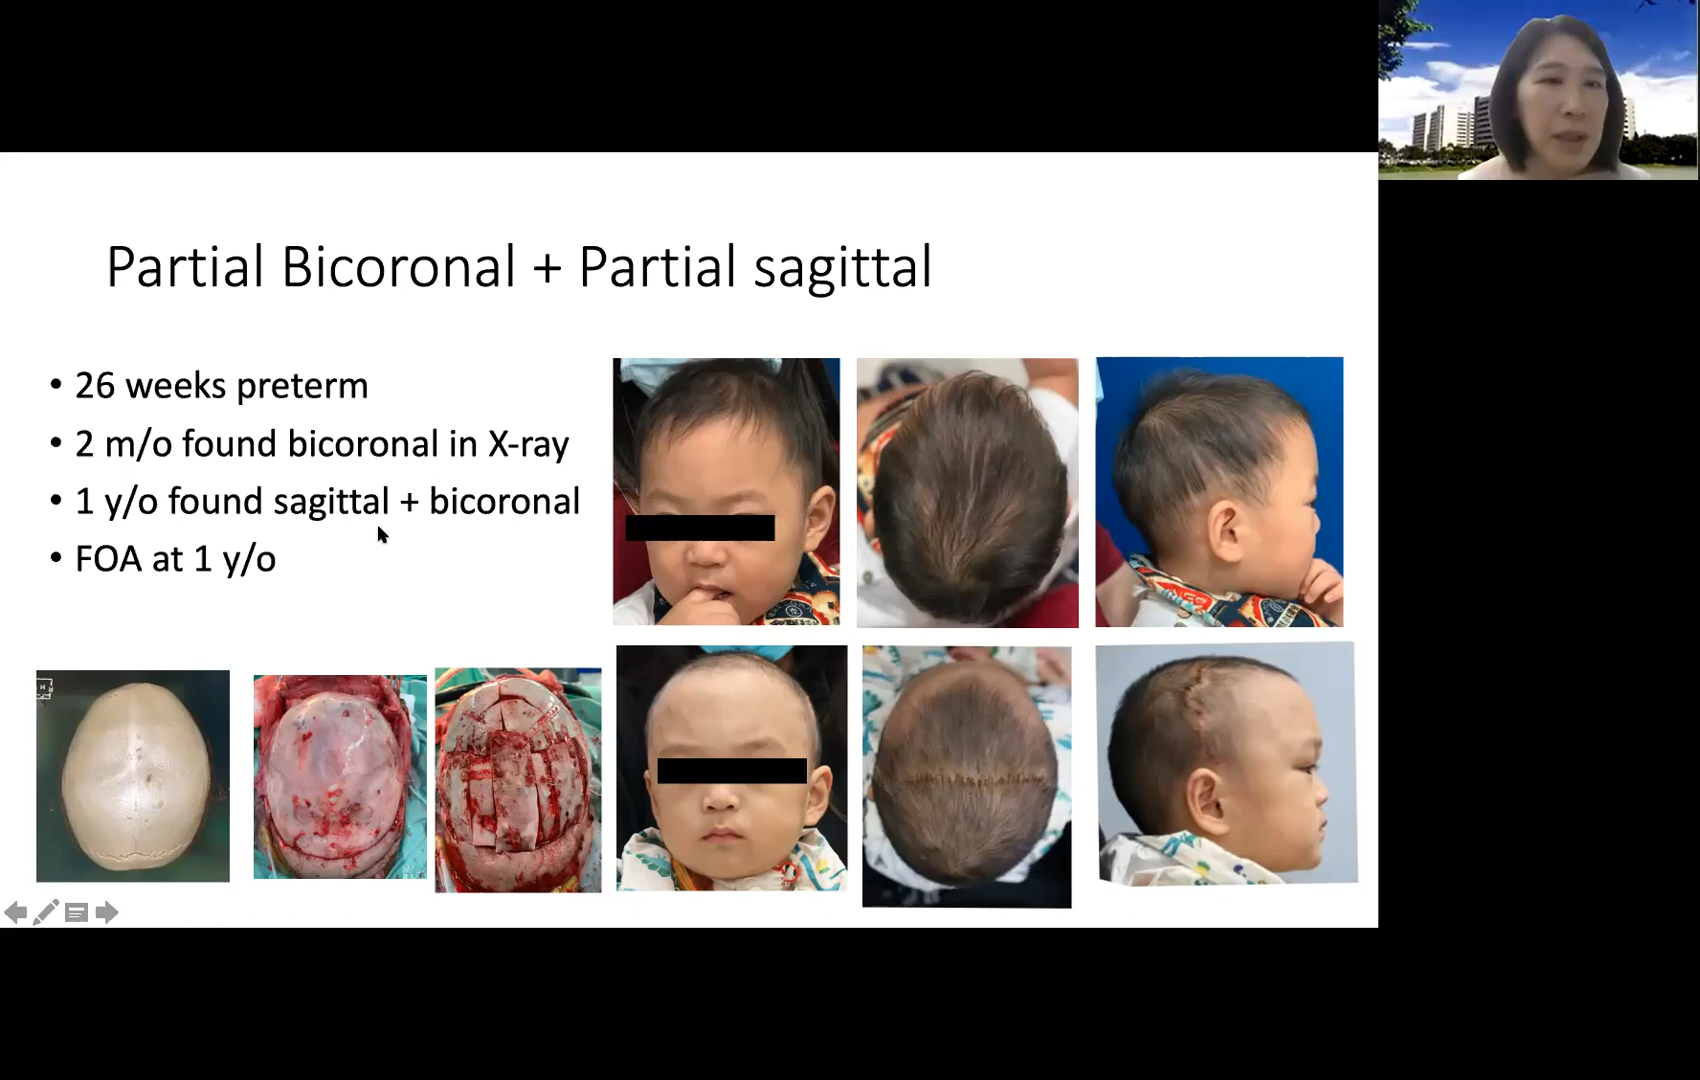 Partial Bicoronal + Partial sagittal
• 26 weeks preterm
• 2 m/o found bicoronal in X-ray
• 1 y/o found sagittal + bicoronal
• FOA at 1 y/o
H